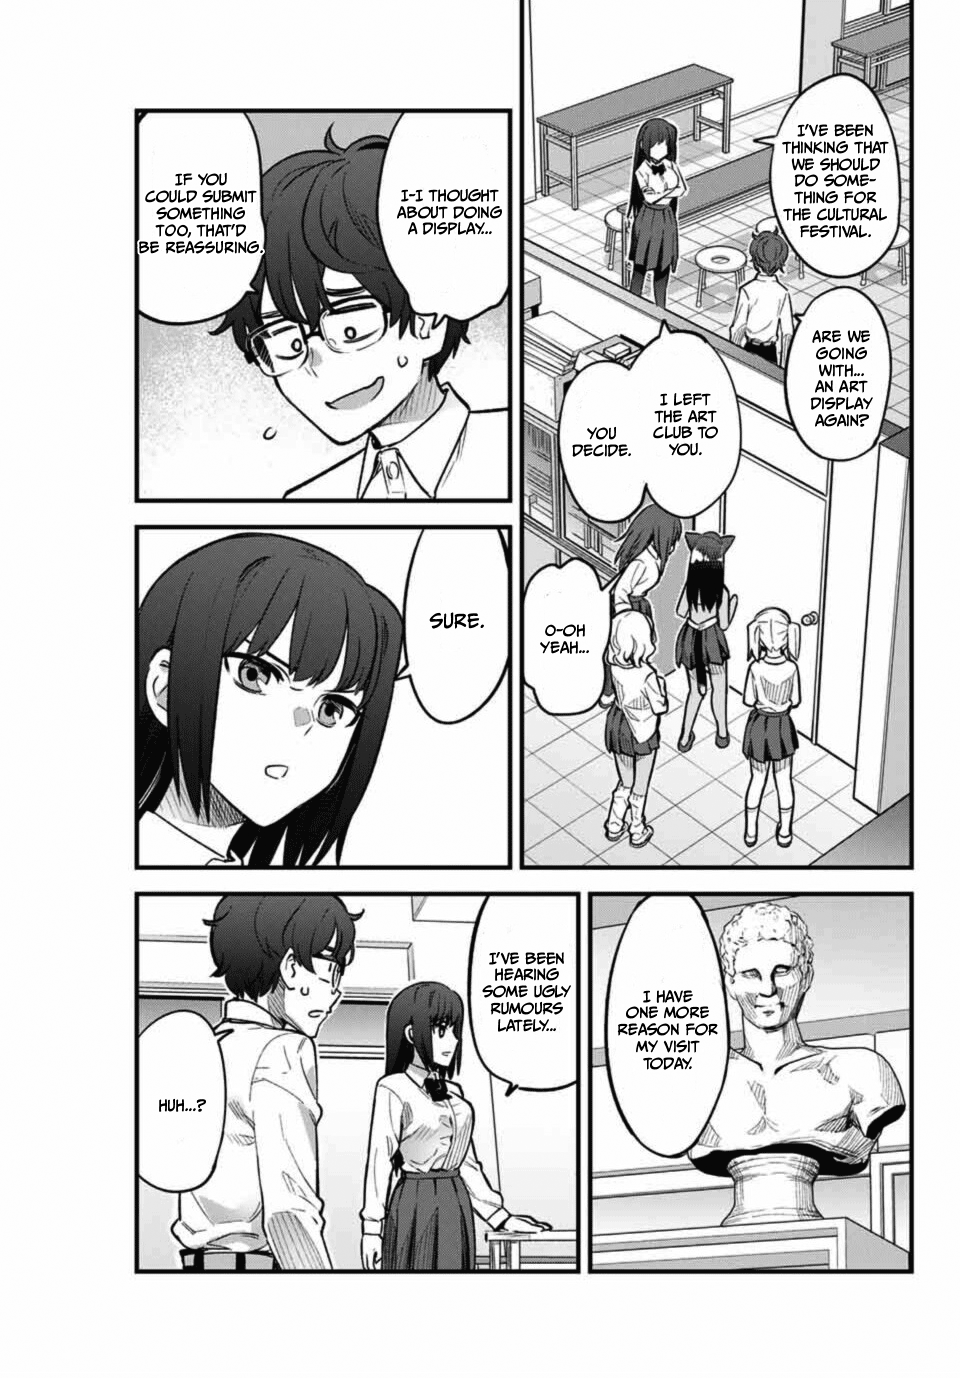 I'VE BEEN
THINKING THAT
WE SHOULD
DO SOME-
THING FOR
THE CULTURAL
FESTIVAL.
ARE WE
GOING
WITH...
AN ART
DISPLAY
AGAIN?
I LEFT
THE ART
CLUB TO
YOU.
YOU
DECIDE.
O-OH
YEAH...
I-I THOUGHT
ABOUT DOING
A DISPLAY...
IF YOU
COULD SUBMIT
SOMETHING
TOO, THAT'D
BE REASSURING.
SURE.
I HAVE
ONE MORE
REASON FOR
MY VISIT
TODAY.
I'VE BEEN
HEARING
SOME UGLY
RUMOURS
LATELY...
HUH...?